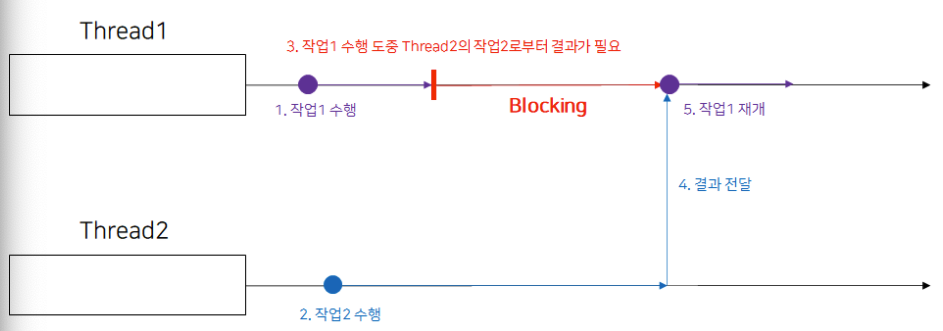 Thread1
3. 작업1 수행 도중 Thread2의 작업2로부터 결과가 필요
1. 작업1 수행
Blocking
5. 작업1 재개
4. 결과 전달
Thread2
2. 작업2 수행